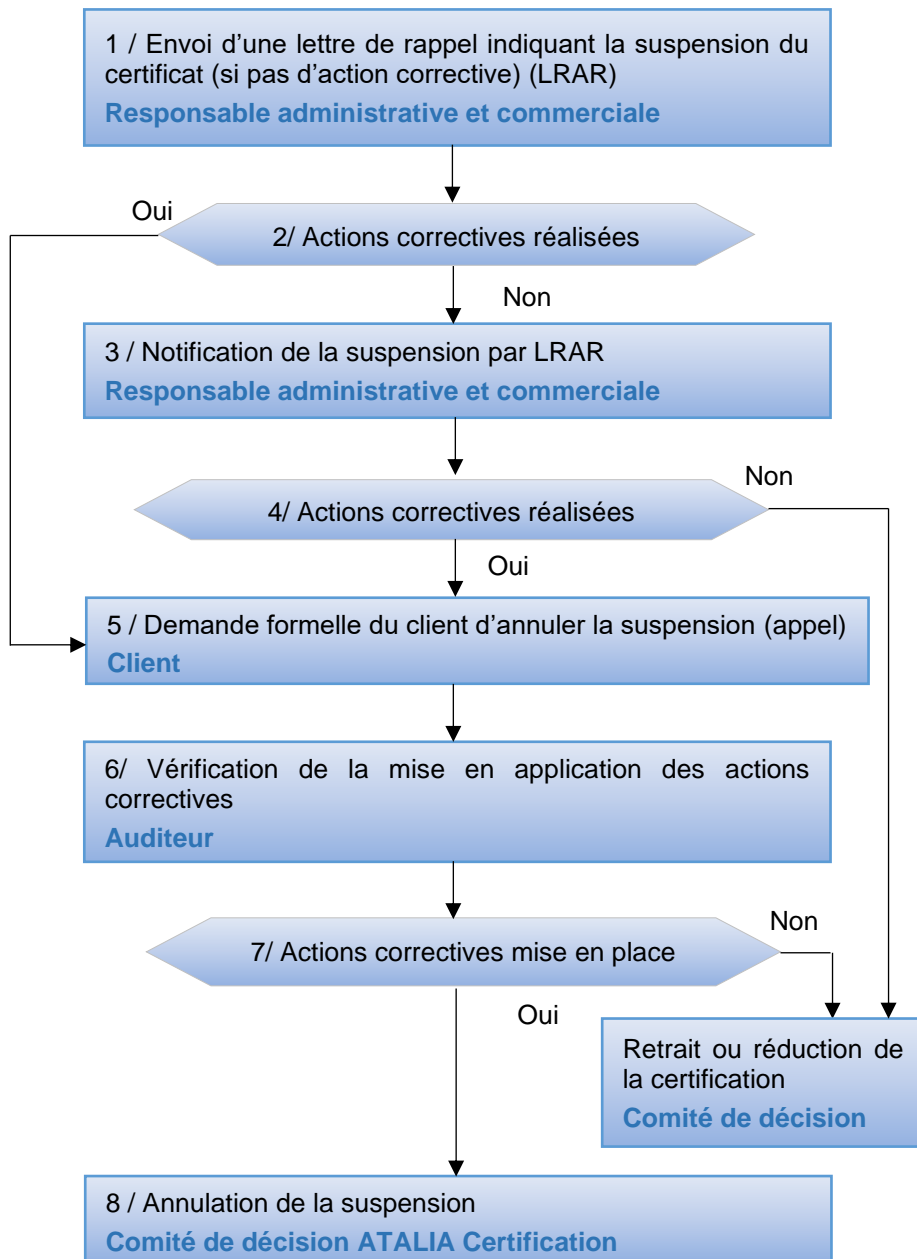 1 / Envoi d’une lettre de rappel indiquant la suspension du
certificat (si pas d’action corrective) (LRAR)
Responsable administrative et commerciale
Oui
2/ Actions correctives réalisées
Non
3 / Notification de la suspension par LRAR
Responsable administrative et commerciale
Non
4/ Actions correctives réalisées
Oui
5 / Demande formelle du client d’annuler la suspension (appel)
Client
6/ Vérification de la mise en application des actions
correctives
Auditeur
Non
7/ Actions correctives mise en place
Oui
Retrait ou réduction de
la certification
Comité de décision
8 / Annulation de la suspension
Comité de décision ATALIA Certification